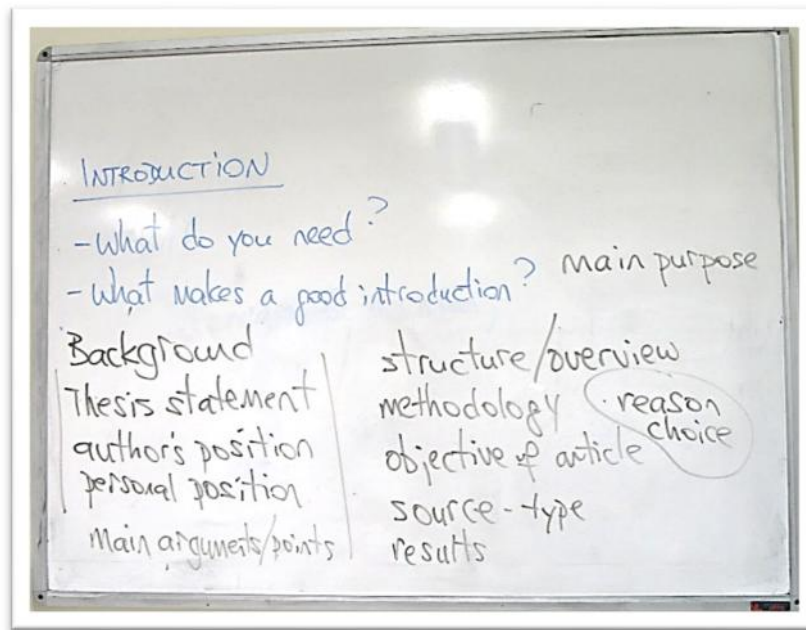 INTRODUCTION
- What do you need?
- What makes a good introduction?
main purpose
Background
Thesis statement
author's position
personal position
main arguments/points
structure/overview
methodology
objective of article
source-type
results
reason
choice